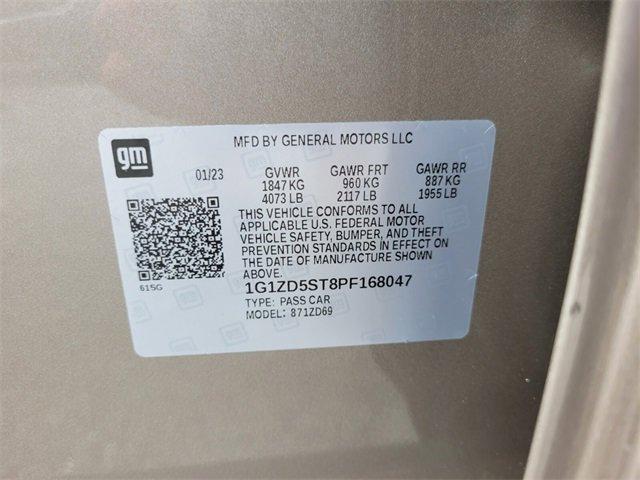 gm
MFD BY GENERAL MOTORS LLC
01/23 GVWR GAWR FRT GAWR RR
1847 KG 960 KG 887 KG
4073 LB 2117 LB 1955 LB
THIS VEHICLE CONFORMS TO ALL
APPLICABLE U.S. FEDERAL MOTOR
VEHICLE SAFETY, BUMPER, AND THEFT
PREVENTION STANDARDS IN EFFECT ON
THE DATE OF MANUFACTURE SHOWN
ABOVE.
615G
1G1ZD5ST8PF168047
TYPE: PASS CAR
MODEL: 871ZD69